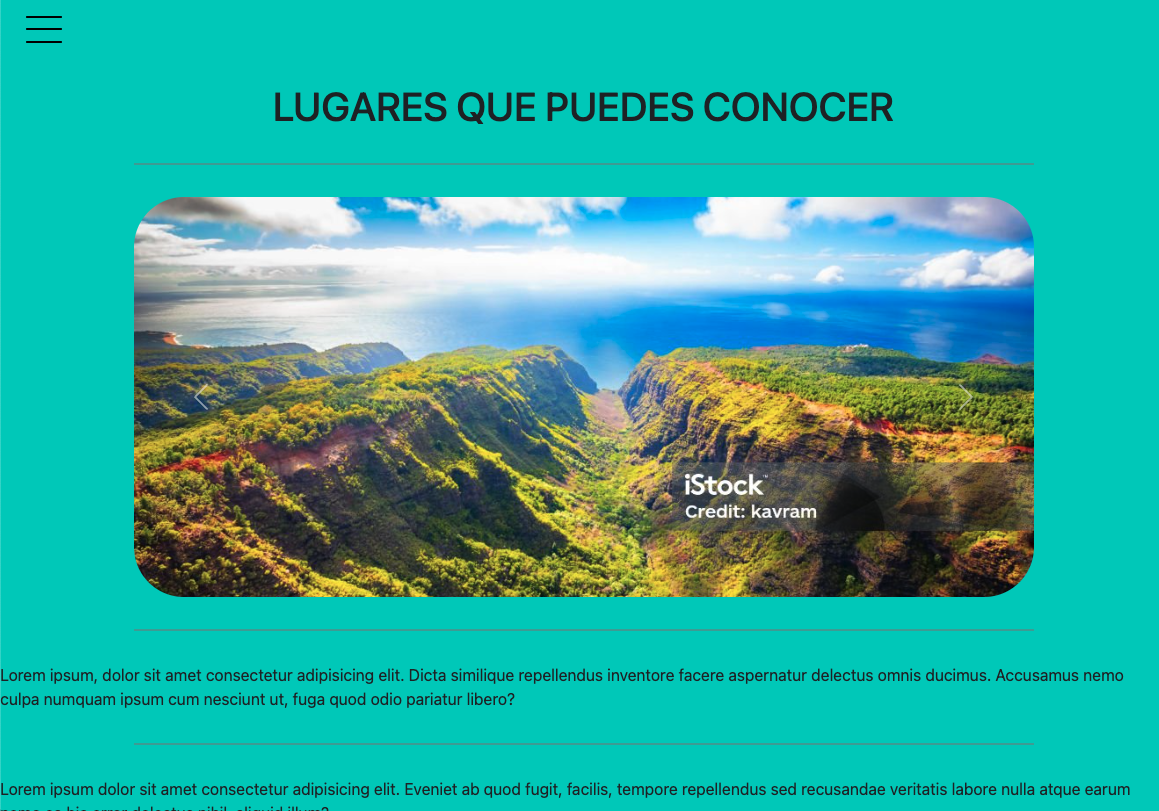 LUGARES QUE PUEDES CONOCER
iStock™
Credit: kavram
Lorem ipsum, dolor sit amet consectetur adipisicing elit. Dicta similique repellendus inventore facere aspernatur delectus omnis ducimus. Accusamus nemo
culpa numquam ipsum cum nesciunt ut, fuga quod odio pariatur libero?
Lorem ipsum dolor sit amet consectetur adipisicing elit. Eveniet ab quod fugit, facilis, tempore repellendus sed recusandae veritatis labore nulla atque earum